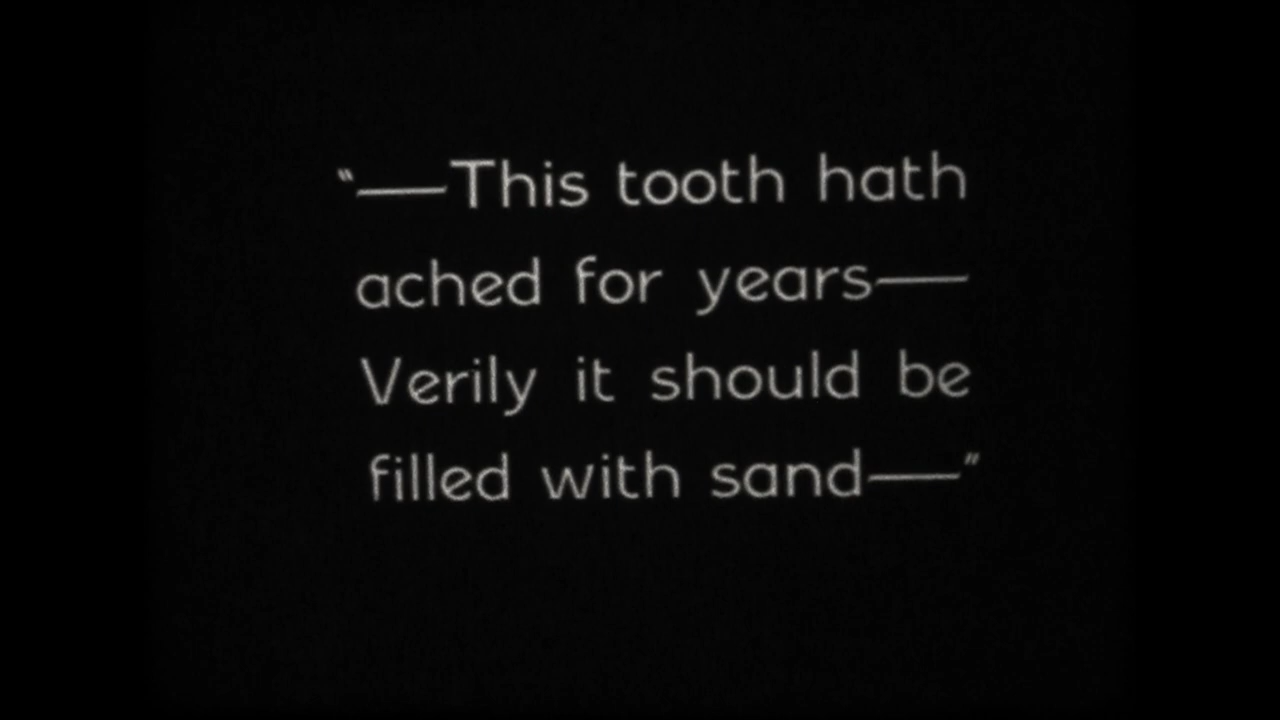 “—This tooth hath
ached for years—
Verily it should be
filled with sand—”